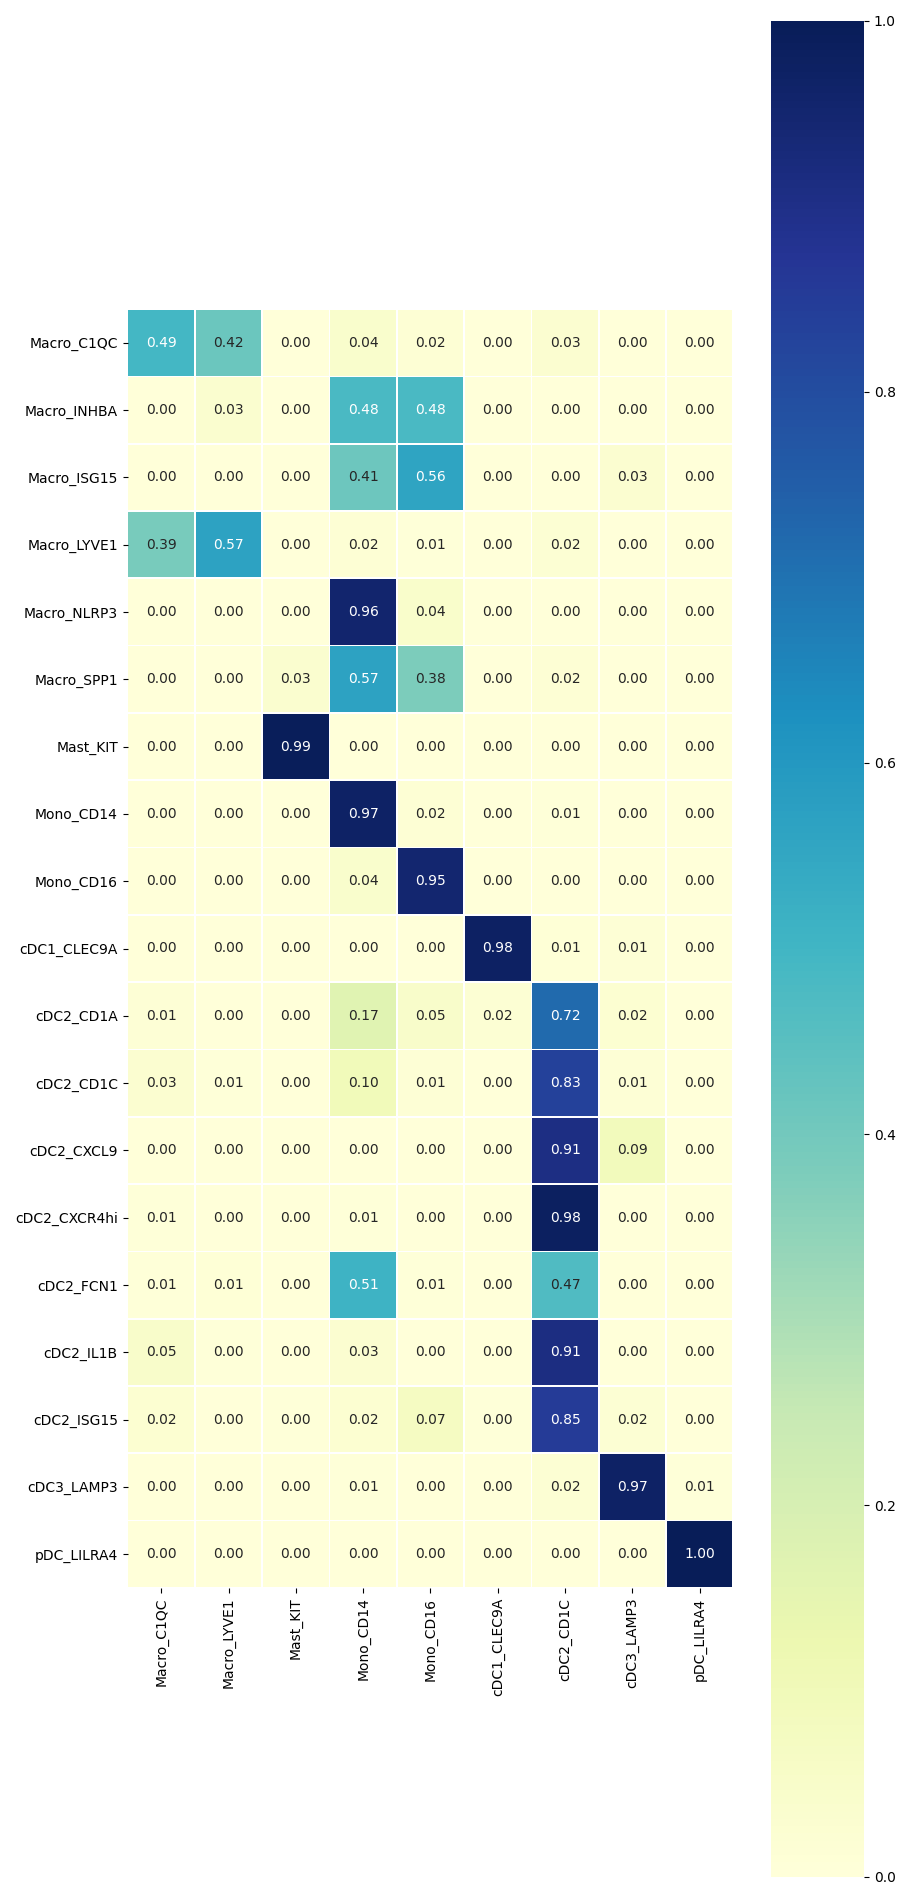 1.0
0.8
0.6
0.4
0.2
0.0
Macro_C1QC 0.49 0.42 0.00 0.04 0.02 0.00 0.03 0.00 0.00
Macro_INHBA 0.00 0.03 0.00 0.48 0.48 0.00 0.00 0.00 0.00
Macro_ISG15 0.00 0.00 0.00 0.41 0.56 0.00 0.00 0.03 0.00
Macro_LYVE1 0.39 0.57 0.00 0.02 0.01 0.00 0.02 0.00 0.00
Macro_NLRP3 0.00 0.00 0.00 0.96 0.04 0.00 0.00 0.00 0.00
Macro_SPP1 0.00 0.00 0.03 0.57 0.38 0.00 0.02 0.00 0.00
Mast_KIT 0.00 0.00 0.99 0.00 0.00 0.00 0.00 0.00 0.00
Mono_CD14 0.00 0.00 0.00 0.97 0.02 0.00 0.01 0.00 0.00
Mono_CD16 0.00 0.00 0.00 0.04 0.95 0.00 0.00 0.00 0.00
cDC1_CLEC9A 0.00 0.00 0.00 0.00 0.00 0.98 0.01 0.01 0.00
cDC2_CD1A 0.01 0.00 0.00 0.17 0.05 0.02 0.72 0.02 0.00
cDC2_CD1C 0.03 0.01 0.00 0.10 0.01 0.00 0.83 0.01 0.00
cDC2_CXCL9 0.00 0.00 0.00 0.00 0.00 0.00 0.91 0.09 0.00
cDC2_CXCR4hi 0.01 0.00 0.00 0.01 0.00 0.00 0.98 0.00 0.00
cDC2_FCN1 0.01 0.01 0.00 0.51 0.01 0.00 0.47 0.00 0.00
cDC2_IL1B 0.05 0.00 0.00 0.03 0.00 0.00 0.91 0.00 0.00
cDC2_ISG15 0.02 0.00 0.00 0.02 0.07 0.00 0.85 0.02 0.00
cDC3_LAMP3 0.00 0.00 0.00 0.01 0.00 0.00 0.02 0.97 0.01
pDC_LILRA4 0.00 0.00 0.00 0.00 0.00 0.00 0.00 0.00 1.00
Macro_C1QC
Macro_LYVE1
Mast_KIT
Mono_CD14
Mono_CD16
cDC1_CLEC9A
cDC2_CD1C
cDC3_LAMP3
pDC_LILRA4